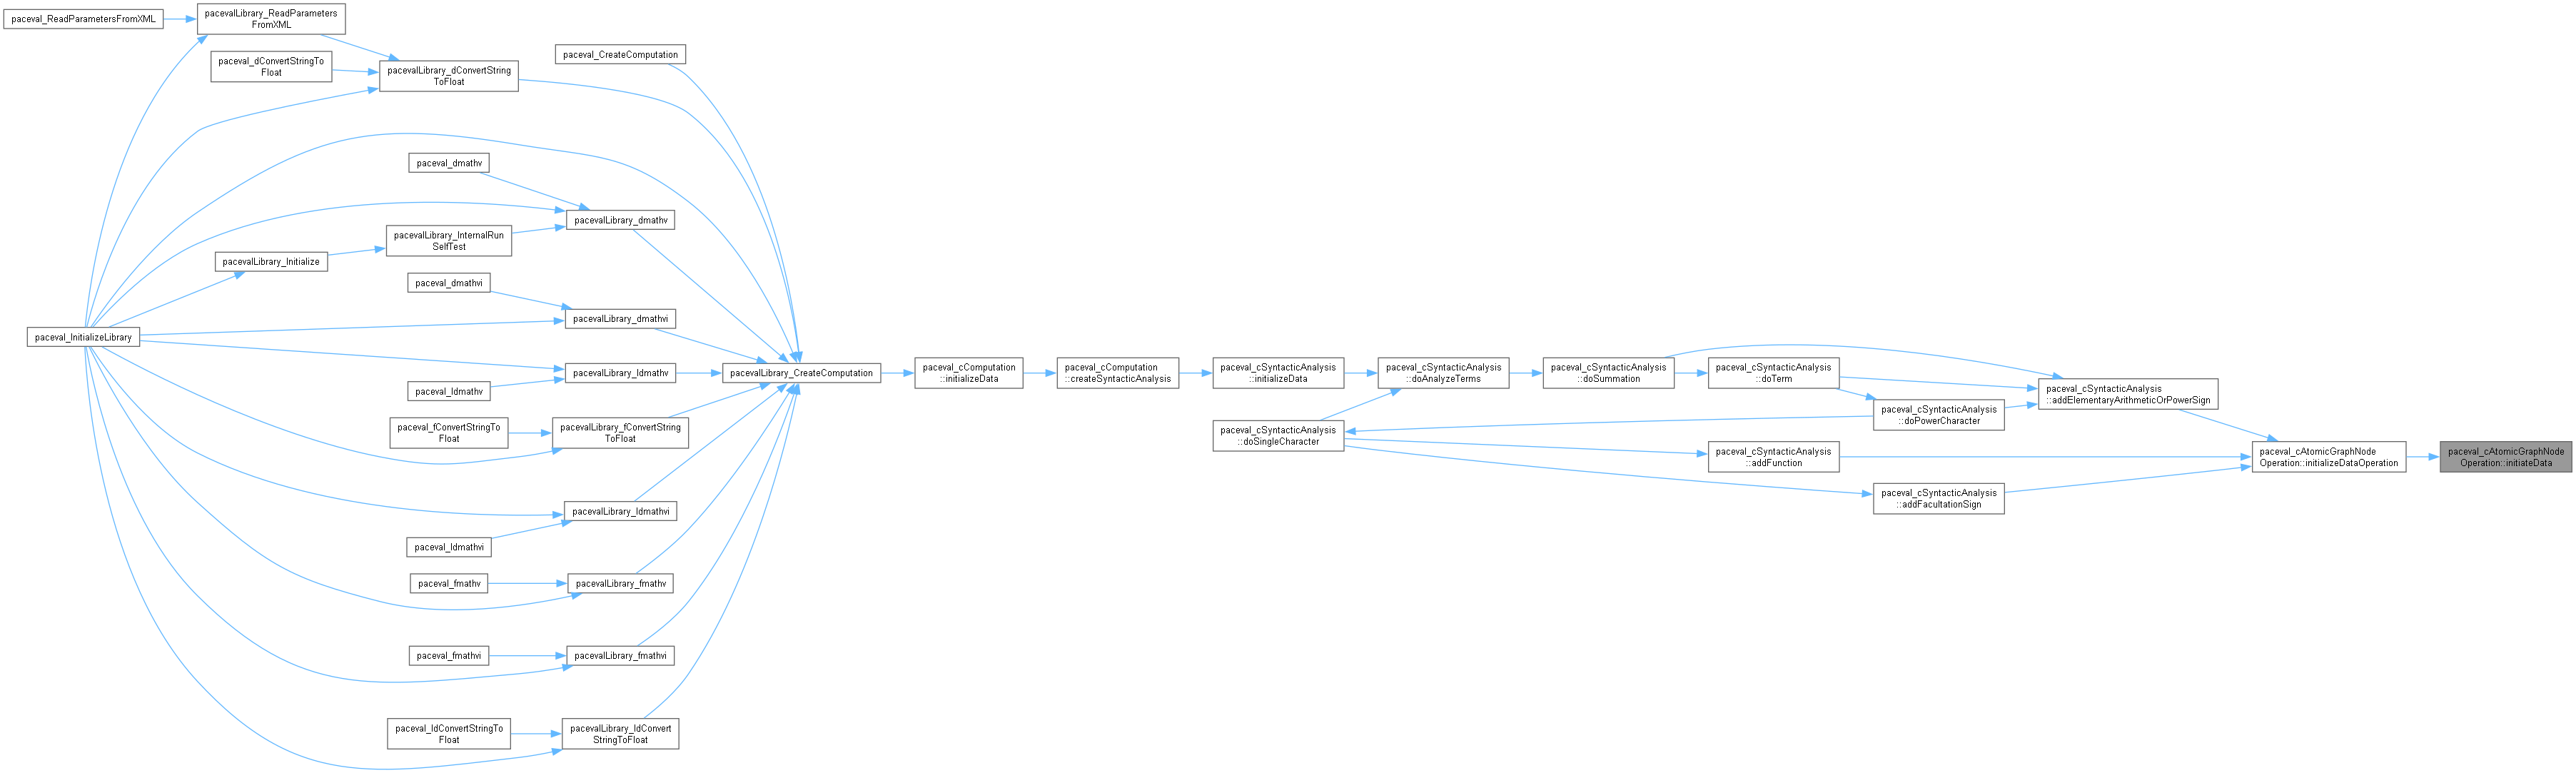 paceval_ReadParametersFromXML
pacevalLibrary_ReadParameters
FromXML
paceval_dConvertStringTo
Float
pacevalLibrary_dConvertString
ToFloat
paceval_CreateComputation
paceval_dmathv
pacevalLibrary_dmathv
pacevalLibrary_InternalRun
SelfTest
pacevalLibrary_Initialize
paceval_dmathvi
pacevalLibrary_dmathvi
paceval_InitializeLibrary
pacevalLibrary_ldmathv
paceval_ldmathv
pacevalLibrary_CreateComputation
paceval_fConvertStringTo
Float
pacevalLibrary_fConvertString
ToFloat
pacevalLibrary_ldmathvi
paceval_ldmathvi
paceval_fmathv
pacevalLibrary_fmathv
paceval_fmathvi
pacevalLibrary_fmathvi
paceval_ldConvertStringTo
Float
pacevalLibrary_ldConvert
StringToFloat
paceval_cComputation
::initializeData
paceval_cComputation
::createSyntacticAnalysis
paceval_cSyntacticAnalysis
::initializeData
paceval_cSyntacticAnalysis
::doAnalyzeTerms
paceval_cSyntacticAnalysis
::doSingleCharacter
paceval_cSyntacticAnalysis
::doSummation
paceval_cSyntacticAnalysis
::doTerm
paceval_cSyntacticAnalysis
::doPowerCharacter
paceval_cSyntacticAnalysis
::addFunction
paceval_cSyntacticAnalysis
::addFacultationSign
paceval_cSyntacticAnalysis
::addElementaryArithmeticOrPowerSign
paceval_cAtomicGraphNode
Operation::initializeDataOperation
paceval_cAtomicGraphNode
Operation::initiateData